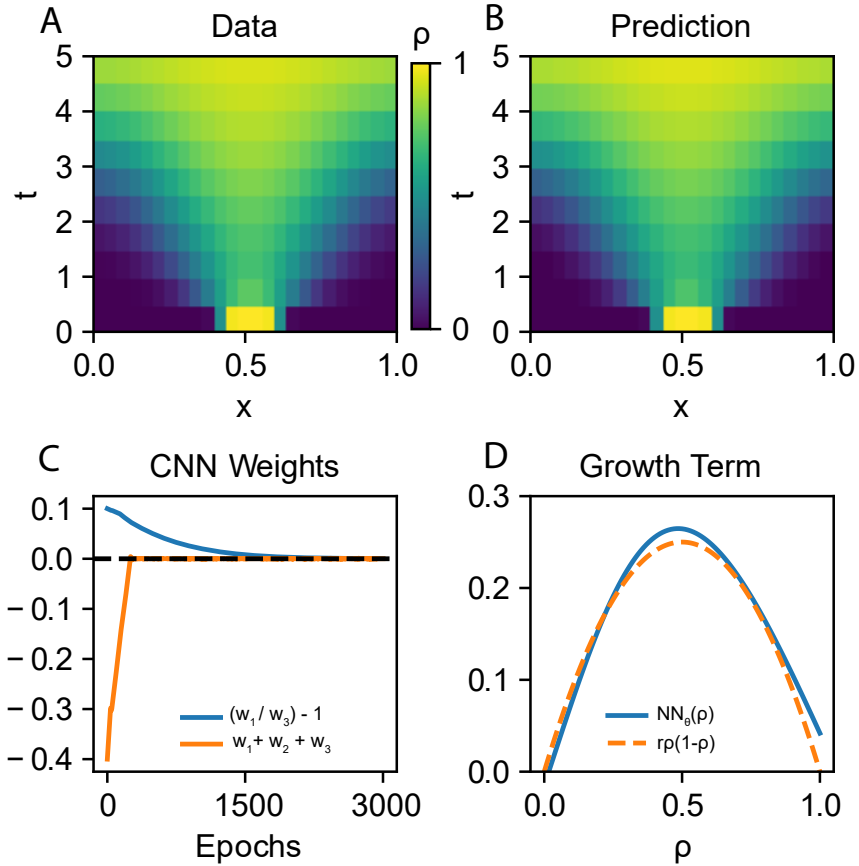 A
Data
ρ
B
Prediction
5
4
3
2
1
0
t
0.0
0.5
1.0
x
1
0
5
4
3
2
1
0
t
0.0
0.5
1.0
x
C
CNN Weights
0.1
0.0
−0.1
−0.2
−0.3
−0.4
(w₁ / w₃) - 1
w₁+ w₂ + w₃
0
1500
3000
Epochs
D
Growth Term
0.3
0.2
0.1
0.0
NN_θ(ρ)
rρ(1-ρ)
0.0
0.5
1.0
ρ